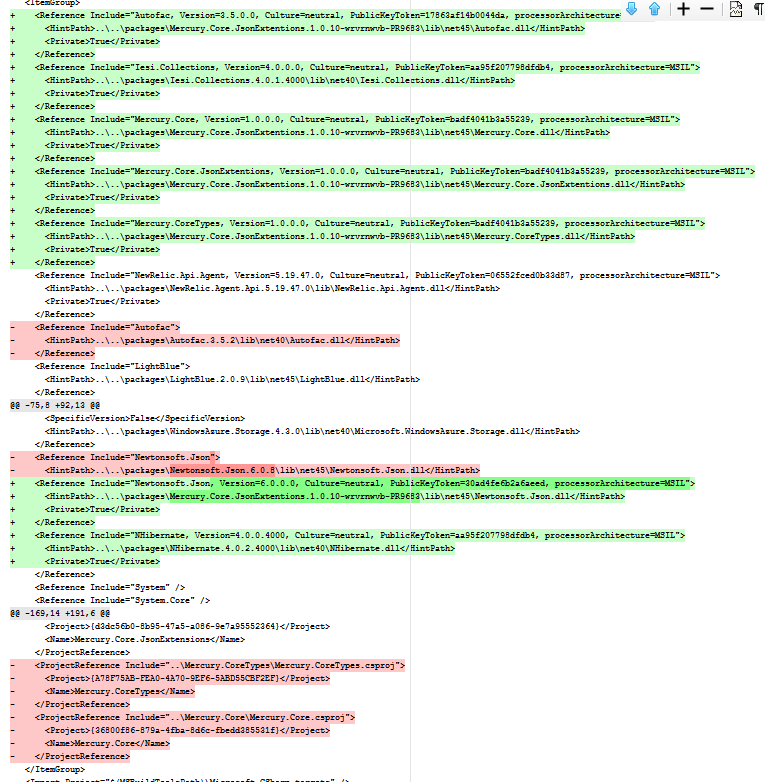 <ItemGroup>
+    <Reference Include="Autofac, Version=3.5.0.0, Culture=neutral, PublicKeyToken=17863af14b0044da, processorArchitecture
+      <HintPath>..\..\packages\Mercury.Core.JsonExtentions.1.0.10-wrvrnwvb-PR9683\lib\net45\Autofac.dll</HintPath>
+      <Private>True</Private>
+    </Reference>
+    <Reference Include="Iesi.Collections, Version=4.0.0.0, Culture=neutral, PublicKeyToken=aa95f207798dfdb4, processorArchitecture=MSIL">
+      <HintPath>..\..\packages\Iesi.Collections.4.0.1.4000\lib\net40\Iesi.Collections.dll</HintPath>
+      <Private>True</Private>
+    </Reference>
+    <Reference Include="Mercury.Core, Version=1.0.0.0, Culture=neutral, PublicKeyToken=badf4041b3a55239, processorArchitecture=MSIL">
+      <HintPath>..\..\packages\Mercury.Core.JsonExtentions.1.0.10-wrvrnwvb-PR9683\lib\net45\Mercury.Core.dll</HintPath>
+      <Private>True</Private>
+    </Reference>
+    <Reference Include="Mercury.Core.JsonExtentions, Version=1.0.0.0, Culture=neutral, PublicKeyToken=badf4041b3a55239, processorArchitecture=MSIL">
+      <HintPath>..\..\packages\Mercury.Core.JsonExtentions.1.0.10-wrvrnwvb-PR9683\lib\net45\Mercury.Core.JsonExtentions.dll</HintPath>
+      <Private>True</Private>
+    </Reference>
+    <Reference Include="Mercury.CoreTypes, Version=1.0.0.0, Culture=neutral, PublicKeyToken=badf4041b3a55239, processorArchitecture=MSIL">
+      <HintPath>..\..\packages\Mercury.Core.JsonExtentions.1.0.10-wrvrnwvb-PR9683\lib\net45\Mercury.CoreTypes.dll</HintPath>
+      <Private>True</Private>
+    </Reference>
     <Reference Include="NewRelic.Api.Agent, Version=5.19.47.0, Culture=neutral, PublicKeyToken=06552fced0b33d87, processorArchitecture=MSIL">
       <HintPath>..\..\packages\NewRelic.Agent.Api.5.19.47.0\lib\NewRelic.Api.Agent.dll</HintPath>
       <Private>True</Private>
     </Reference>
-    <Reference Include="Autofac">
-      <HintPath>..\..\packages\Autofac.3.5.2\lib\net40\Autofac.dll</HintPath>
-    </Reference>
     <Reference Include="LightBlue">
       <HintPath>..\..\packages\LightBlue.2.0.9\lib\net45\LightBlue.dll</HintPath>
     </Reference>
@@ -75,8 +92,13 @@
       <SpecificVersion>False</SpecificVersion>
       <HintPath>..\..\packages\WindowsAzure.Storage.4.3.0\lib\net40\Microsoft.WindowsAzure.Storage.dll</HintPath>
     </Reference>
-    <Reference Include="Newtonsoft.Json">
-      <HintPath>..\..\packages\Newtonsoft.Json.6.0.8\lib\net45\Newtonsoft.Json.dll</HintPath>
+    <Reference Include="Newtonsoft.Json, Version=6.0.0.0, Culture=neutral, PublicKeyToken=30ad4fe6b2a6aeed, processorArchitecture=MSIL">
+      <HintPath>..\..\packages\Mercury.Core.JsonExtentions.1.0.10-wrvrnwvb-PR9683\lib\net45\Newtonsoft.Json.dll</HintPath>
+      <Private>True</Private>
+    </Reference>
+    <Reference Include="NHibernate, Version=4.0.0.4000, Culture=neutral, PublicKeyToken=aa95f207798dfdb4, processorArchitecture=MSIL">
+      <HintPath>..\..\packages\NHibernate.4.0.2.4000\lib\net40\NHibernate.dll</HintPath>
+      <Private>True</Private>
     </Reference>
     <Reference Include="System" />
     <Reference Include="System.Core" />
@@ -169,14 +191,6 @@
       <Project>{d3dc56b0-8b95-47a5-a086-9e7a95552364}</Project>
       <Name>Mercury.Core.JsonExtensions</Name>
     </ProjectReference>
-    <ProjectReference Include="..\Mercury.CoreTypes\Mercury.CoreTypes.csproj">
-      <Project>{A78F75AB-FEA0-4A70-9EF6-5ABD55CBF2EF}</Project>
-      <Name>Mercury.CoreTypes</Name>
-    </ProjectReference>
-    <ProjectReference Include="..\Mercury.Core\Mercury.Core.csproj">
-      <Project>{36800f86-879a-4fba-8d6c-fbedd385531f}</Project>
-      <Name>Mercury.Core</Name>
-    </ProjectReference>
   </ItemGroup>